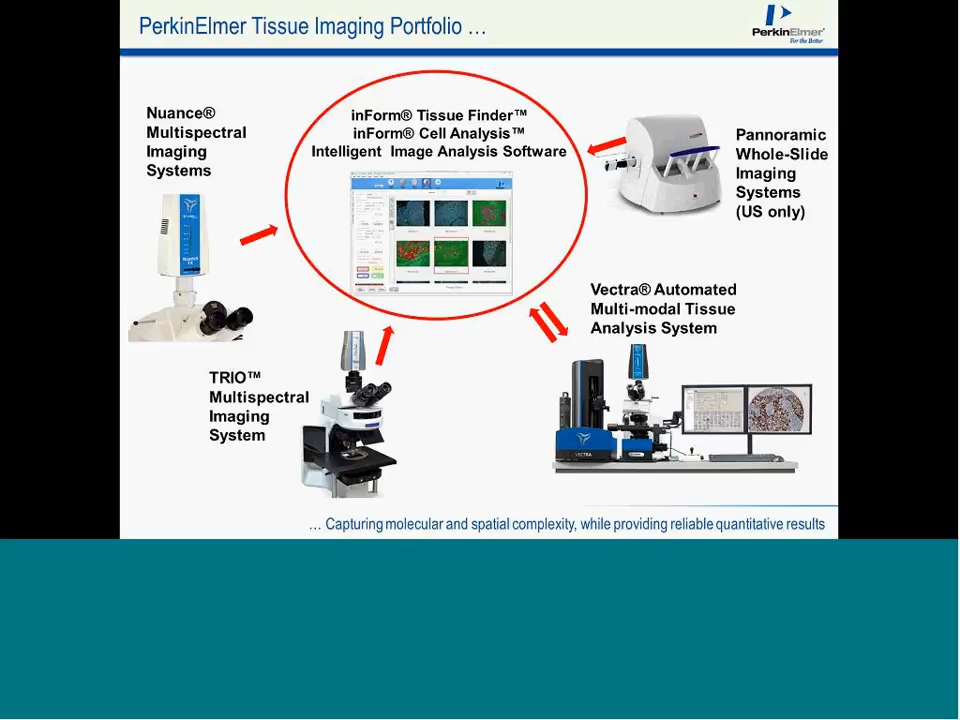 PerkinElmer Tissue Imaging Portfolio …
PerkinElmer®
For the Better
Nuance®
Multispectral
Imaging
Systems
inForm® Tissue Finder™
inForm® Cell Analysis™
Intelligent Image Analysis Software
Pannoramic
Whole-Slide
Imaging
Systems
(US only)
Vectra® Automated
Multi-modal Tissue
Analysis System
TRIO™
Multispectral
Imaging
System
VECTRA
… Capturing molecular and spatial complexity, while providing reliable quantitative results